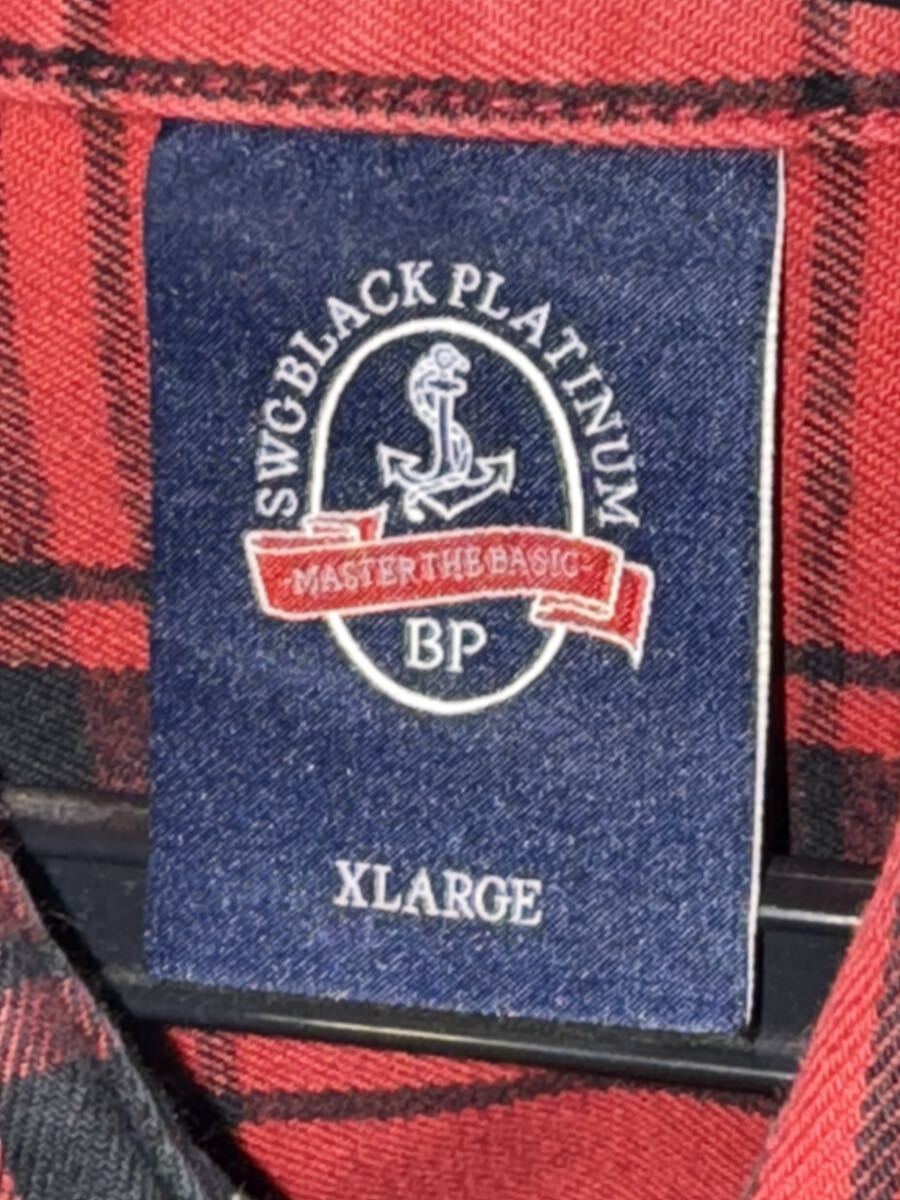 SWGBLACK PLATINUM
-MASTER THE BASIC-
BP
XLARGE